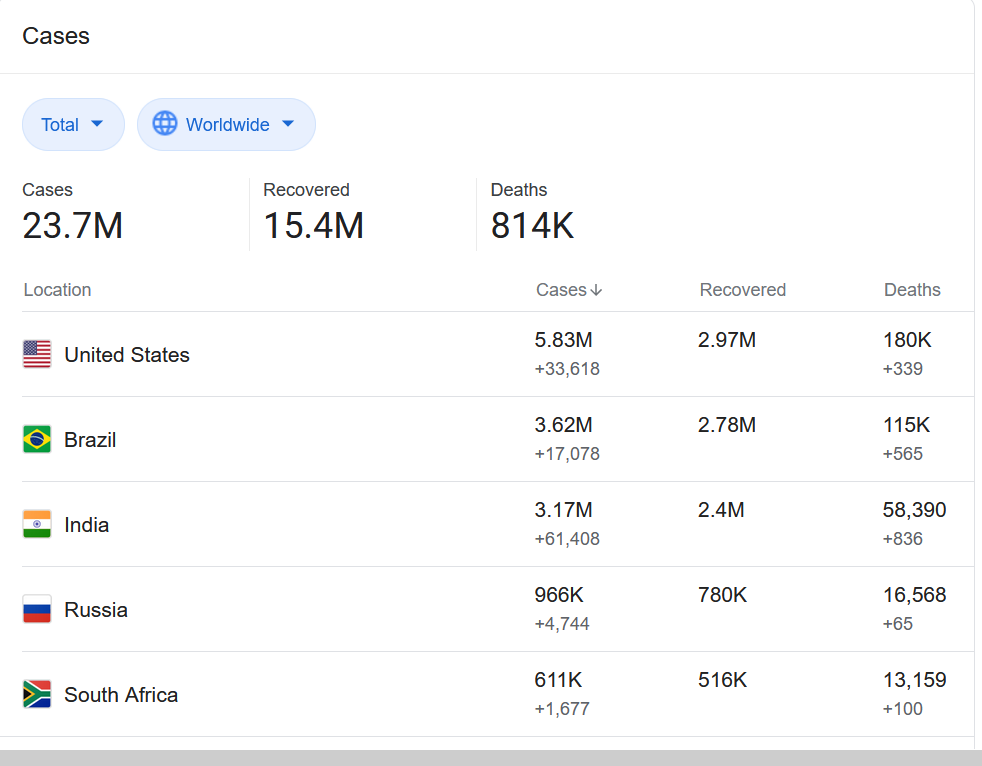 Cases
Total Worldwide
Cases Recovered Deaths
23.7M 15.4M 814K
Location Cases Recovered Deaths
United States 5.83M 2.97M 180K
+33,618 +339
Brazil 3.62M 2.78M 115K
+17,078 +565
India 3.17M 2.4M 58,390
+61,408 +836
Russia 966K 780K 16,568
+4,744 +65
South Africa 611K 516K 13,159
+1,677 +100